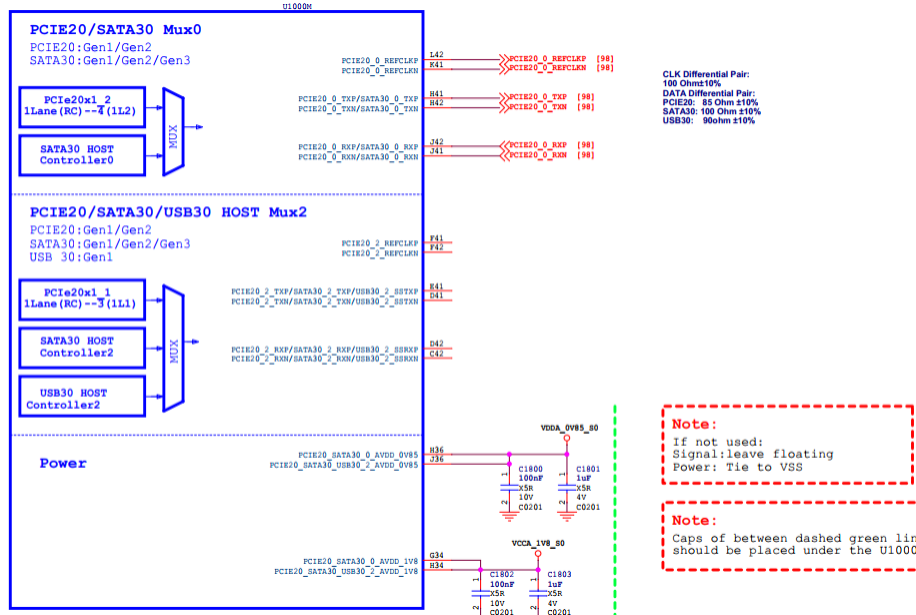 U1000M
PCIE20/SATA30 Mux0
PCIE20:Gen1/Gen2
SATA30:Gen1/Gen2/Gen3
PCIe20x1_2
1Lane(RC)--4(1L2)
SATA30 HOST
Controller0
MUX
PCIE20_0_REFCLKP L42 PCIE20_0_REFCLKP [98]
PCIE20_0_REFCLKN K41 PCIE20_0_REFCLKN [98]
PCIE20_0_TXP/SATA30_0_TXP H41 PCIE20_0_TXP [98]
PCIE20_0_TXN/SATA30_0_TXN H42 PCIE20_0_TXN [98]
PCIE20_0_RXP/SATA30_0_RXP J42 PCIE20_0_RXP [98]
PCIE20_0_RXN/SATA30_0_RXN J41 PCIE20_0_RXN [98]
CLK Differential Pair:
100 Ohm±10%
DATA Differential Pair:
PCIE20: 85 Ohm ±10%
SATA30: 100 Ohm ±10%
USB30: 90ohm ±10%
PCIE20/SATA30/USB30 HOST Mux2
PCIE20:Gen1/Gen2
SATA30:Gen1/Gen2/Gen3
USB 30:Gen1
PCIe20x1_1
1Lane(RC)--3(1L1)
SATA30 HOST
Controller2
USB30 HOST
Controller2
MUX
PCIE20_2_REFCLKP F41
PCIE20_2_REFCLKN F42
PCIE20_2_TXP/SATA30_2_TXP/USB30_2_SSTXP E41
PCIE20_2_TXN/SATA30_2_TXN/USB30_2_SSTXN D41
PCIE20_2_RXP/SATA30_2_RXP/USB30_2_SSRXP D42
PCIE20_2_RXN/SATA30_2_RXN/USB30_2_SSRXN C42
Power
PCIE20_SATA30_0_AVDD_0V85 H36
PCIE20_SATA30_USB30_2_AVDD_0V85 J36
VDDA_0V85_S0
C1800
100nF
X5R
10V
C0201
1
2
C1801
1uF
X5R
4V
C0201
1
2
PCIE20_SATA30_0_AVDD_1V8 G34
PCIE20_SATA30_USB30_2_AVDD_1V8 H34
VCCA_1V8_S0
C1802
100nF
X5R
10V
C0201
1
2
C1803
1uF
X5R
4V
C0201
1
2
Note:
If not used:
Signal:leave floating
Power: Tie to VSS
Note:
Caps of between dashed green lin
should be placed under the U1000